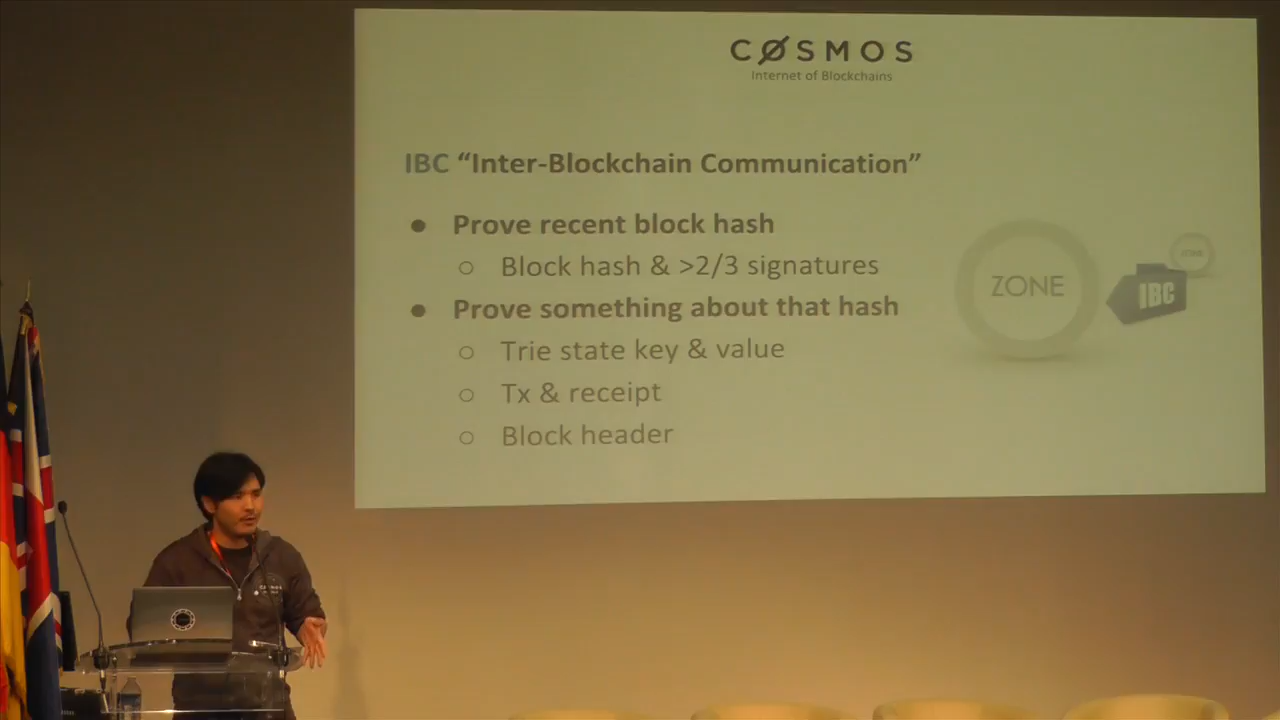 CØSMOS
Internet of Blockchains
IBC “Inter-Blockchain Communication”
● Prove recent block hash
○ Block hash & >2/3 signatures
● Prove something about that hash
○ Trie state key & value
○ Tx & receipt
○ Block header
ZONE
IBC
COSMOS